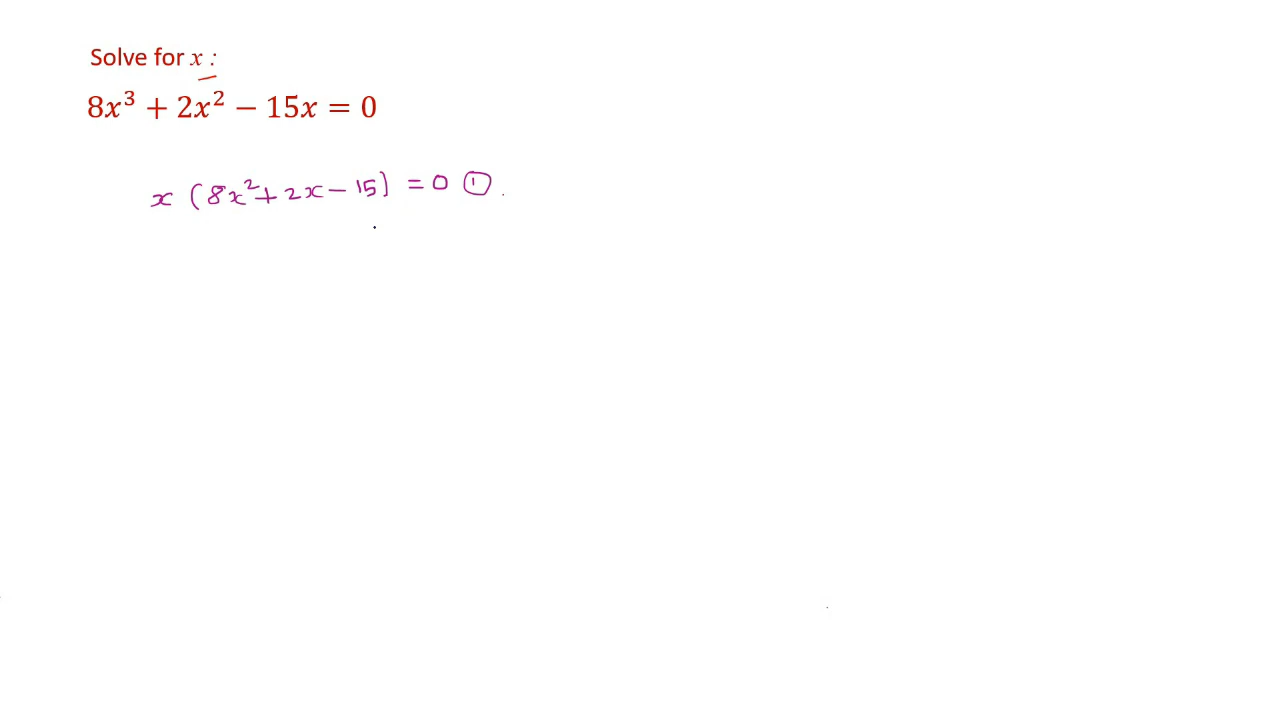 Solve for x :
8x³ + 2x² − 15x = 0
x (8x² + 2x − 15) = 0 ①